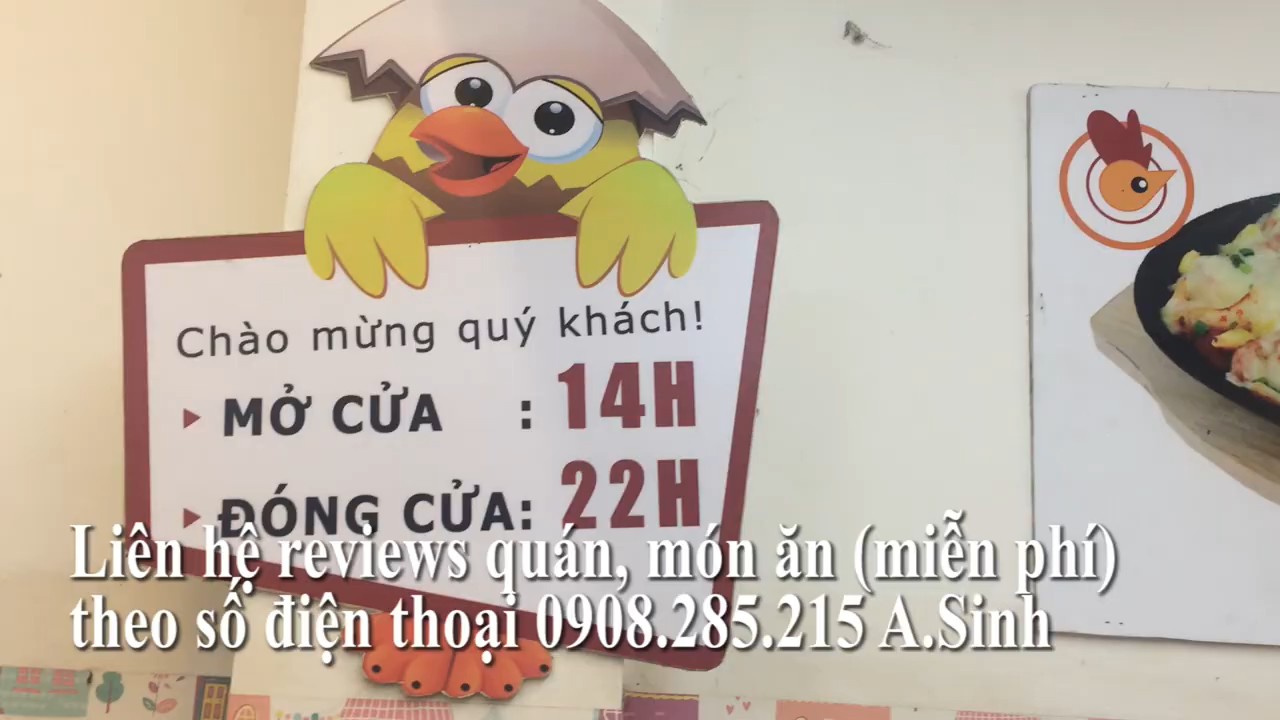 Chào mừng quý khách!
MỞ CỬA : 14H
ĐÓNG CỬA: 22H
Liên hệ reviews quán, món ăn (miễn phí)
theo số điện thoại 0908.285.215 A.Sinh